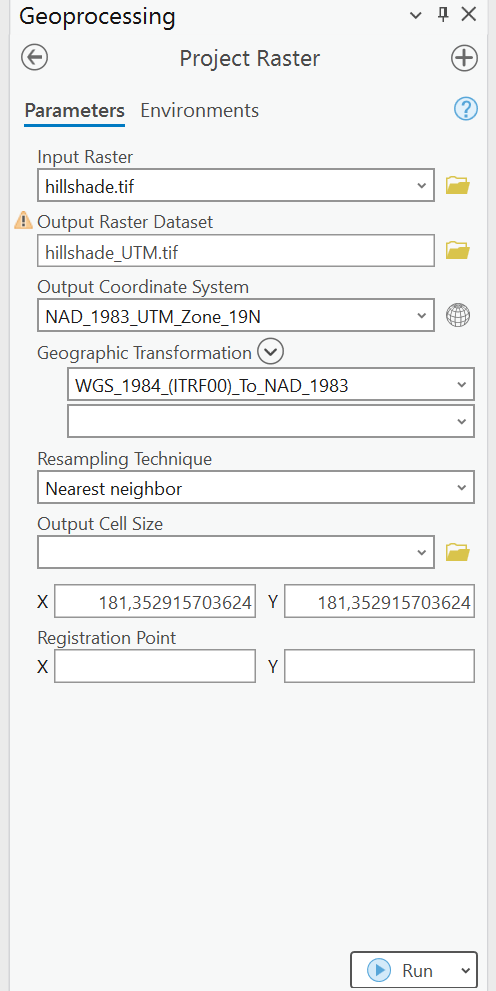 Geoprocessing
Project Raster
Parameters Environments
Input Raster
hillshade.tif
Output Raster Dataset
hillshade_UTM.tif
Output Coordinate System
NAD_1983_UTM_Zone_19N
Geographic Transformation
WGS_1984_(ITRF00)_To_NAD_1983
Resampling Technique
Nearest neighbor
Output Cell Size
X 181,352915703624 Y 181,352915703624
Registration Point
X Y
Run